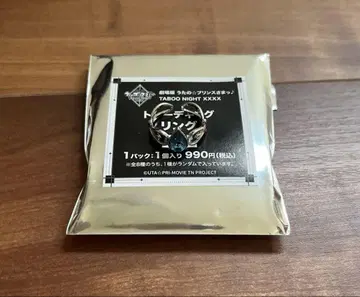 劇場版 うたの☆プリンスさまっ♪
TABOO NIGHT XXXX
トレーディング
リング
1パック:1個入り 990円(税込)
※全8種のうち、1種がランダムで入っています。
©UTA☆PRI-MOVIE TN PROJECT